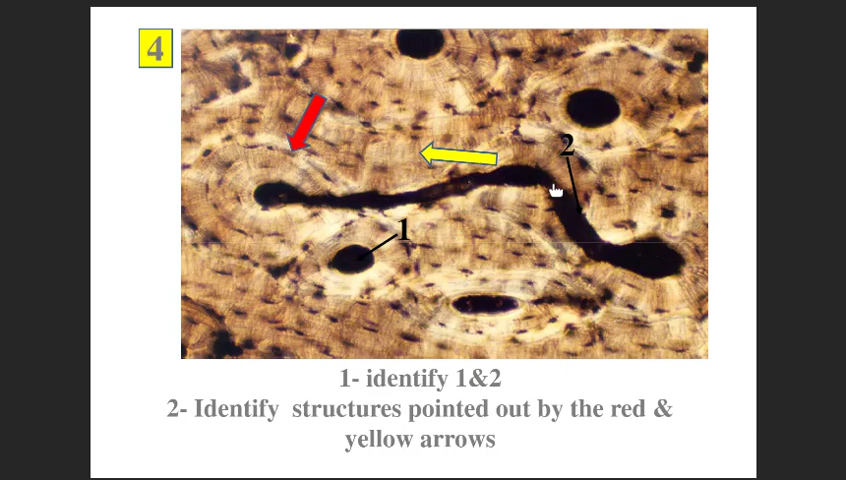 4
2
1
1- identify 1&2
2- Identify structures pointed out by the red &
yellow arrows